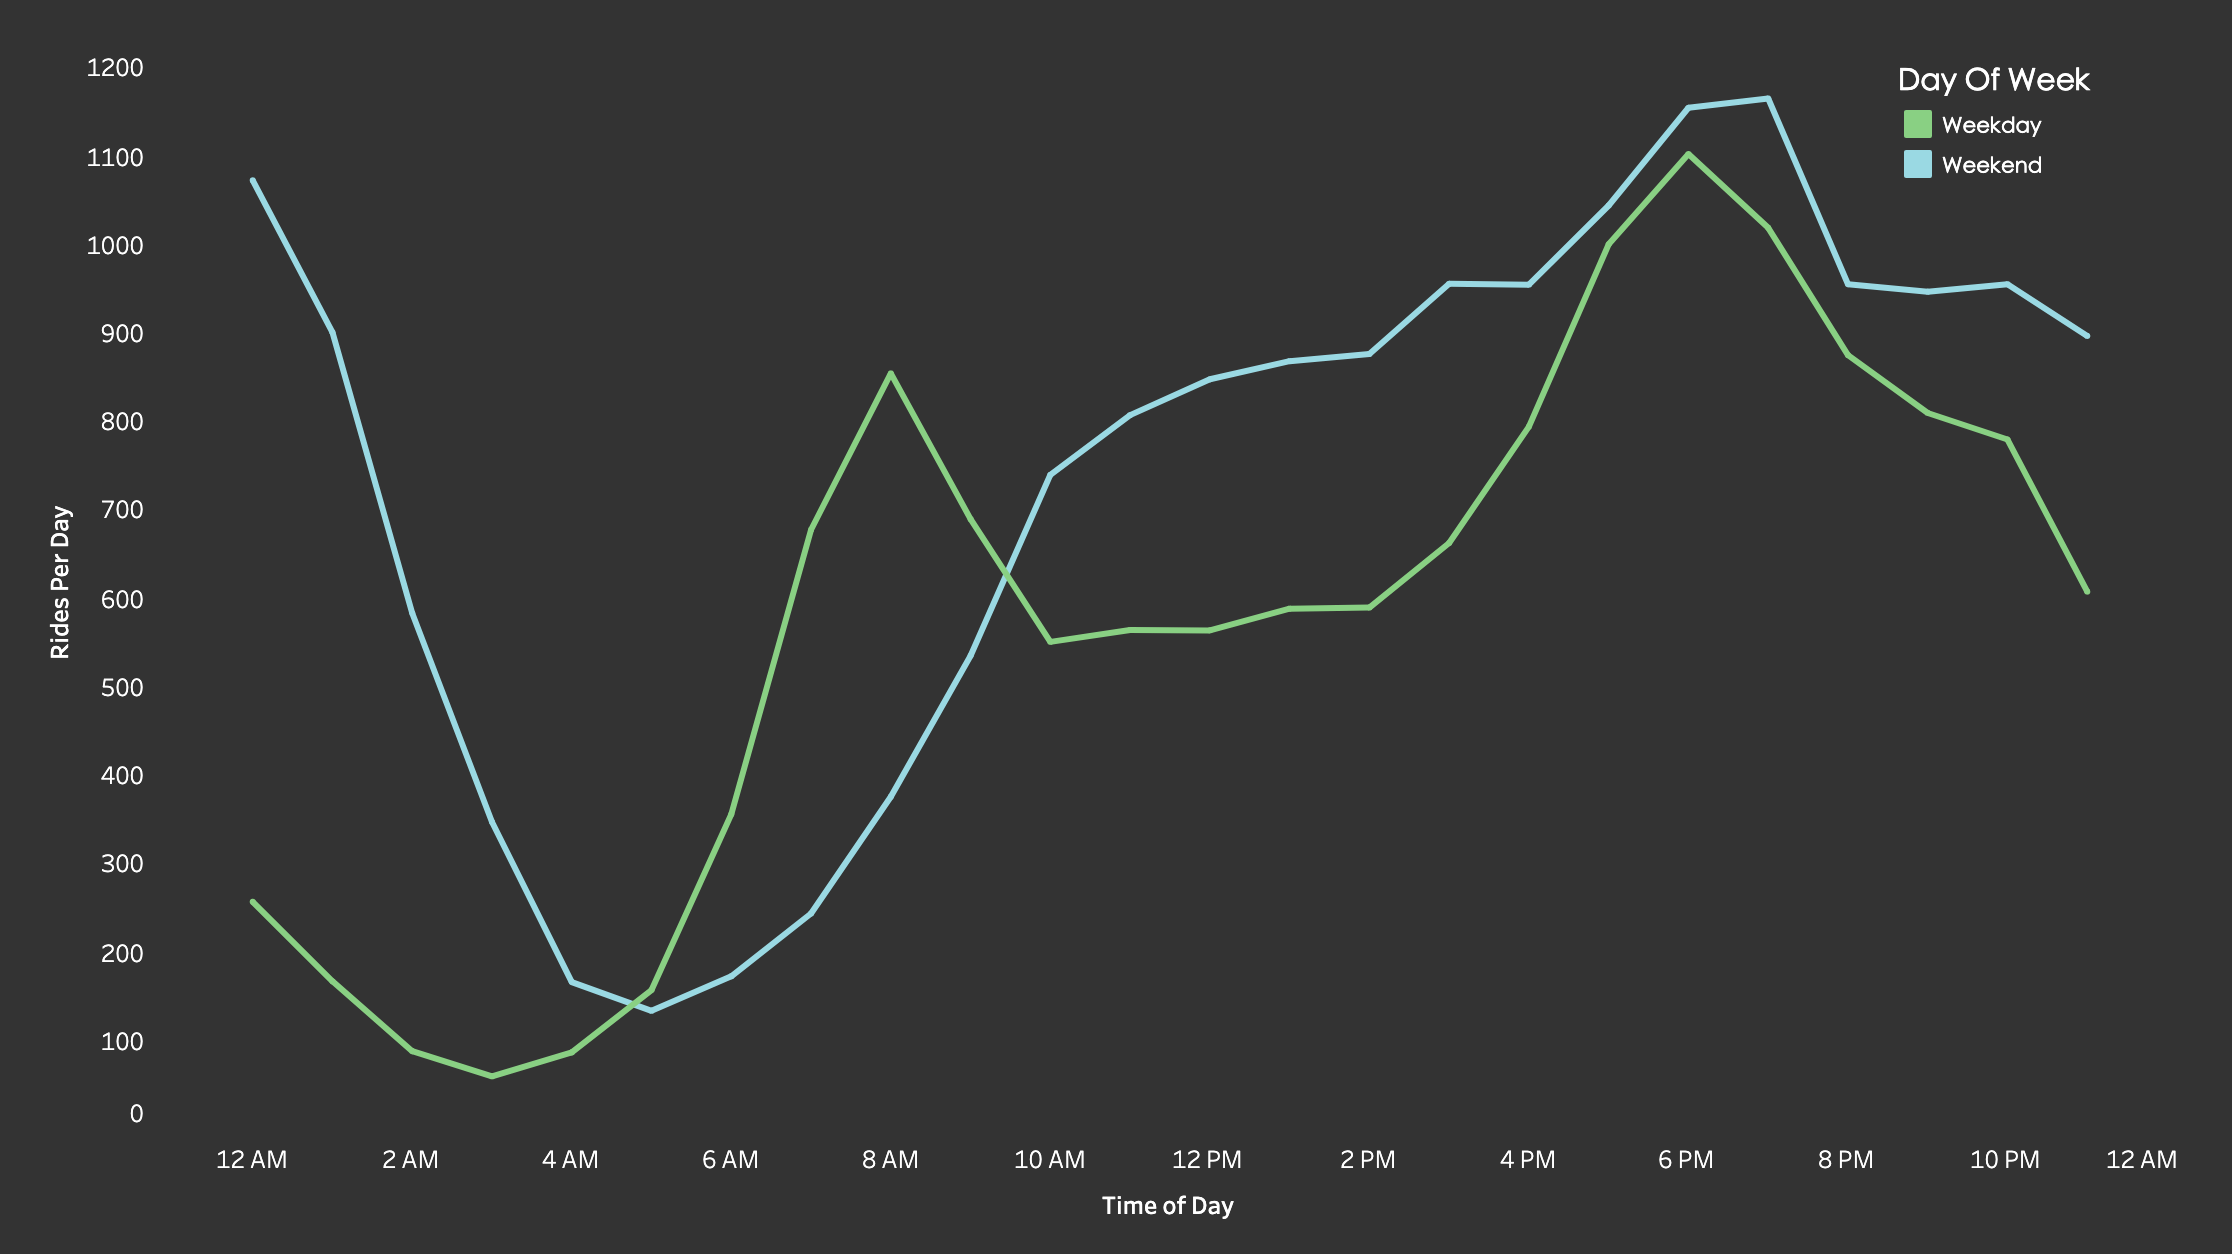 Day Of Week
Weekday
Weekend
1200
1100
1000
900
800
700
600
500
400
300
200
100
0
Rides Per Day
12 AM 2 AM 4 AM 6 AM 8 AM 10 AM 12 PM 2 PM 4 PM 6 PM 8 PM 10 PM 12 AM
Time of Day